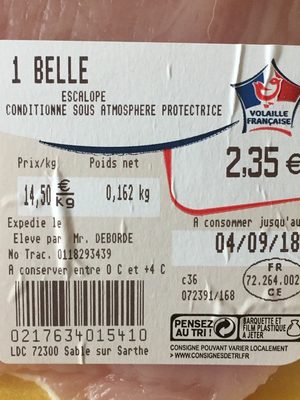 1 BELLE
ESCALOPE
CONDITIONNE SOUS ATMOSPHERE PROTECTRICE
VOLAILLE
FRANÇAISE
Prix/kg Poids net
2,35 €
14,50 €/kg 0,162 kg
Expedie le
A consommer jusqu'au
Eleve par Mr. DEBORDE
04/09/18
No Trac. 0118293439
A conserver entre 0 C et +4 C
FR
72.264.002
CE
c36
072391/168
0217634015410
LDC 72300 Sable sur Sarthe
PENSEZ
AU TRI !
BARQUETTE ET
FILM PLASTIQUE
À JETER
CONSIGNE POUVANT VARIER LOCALEMENT
WWW.CONSIGNESDETRI.FR